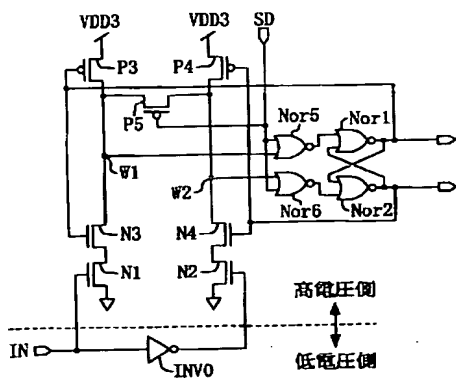 VDD3
VDD3
SD
P3
P4
P5
Nor5
Nor1
W1
W2
Nor6
Nor2
N3
N4
N1
N2
高電圧側
低電圧側
IN
INV0